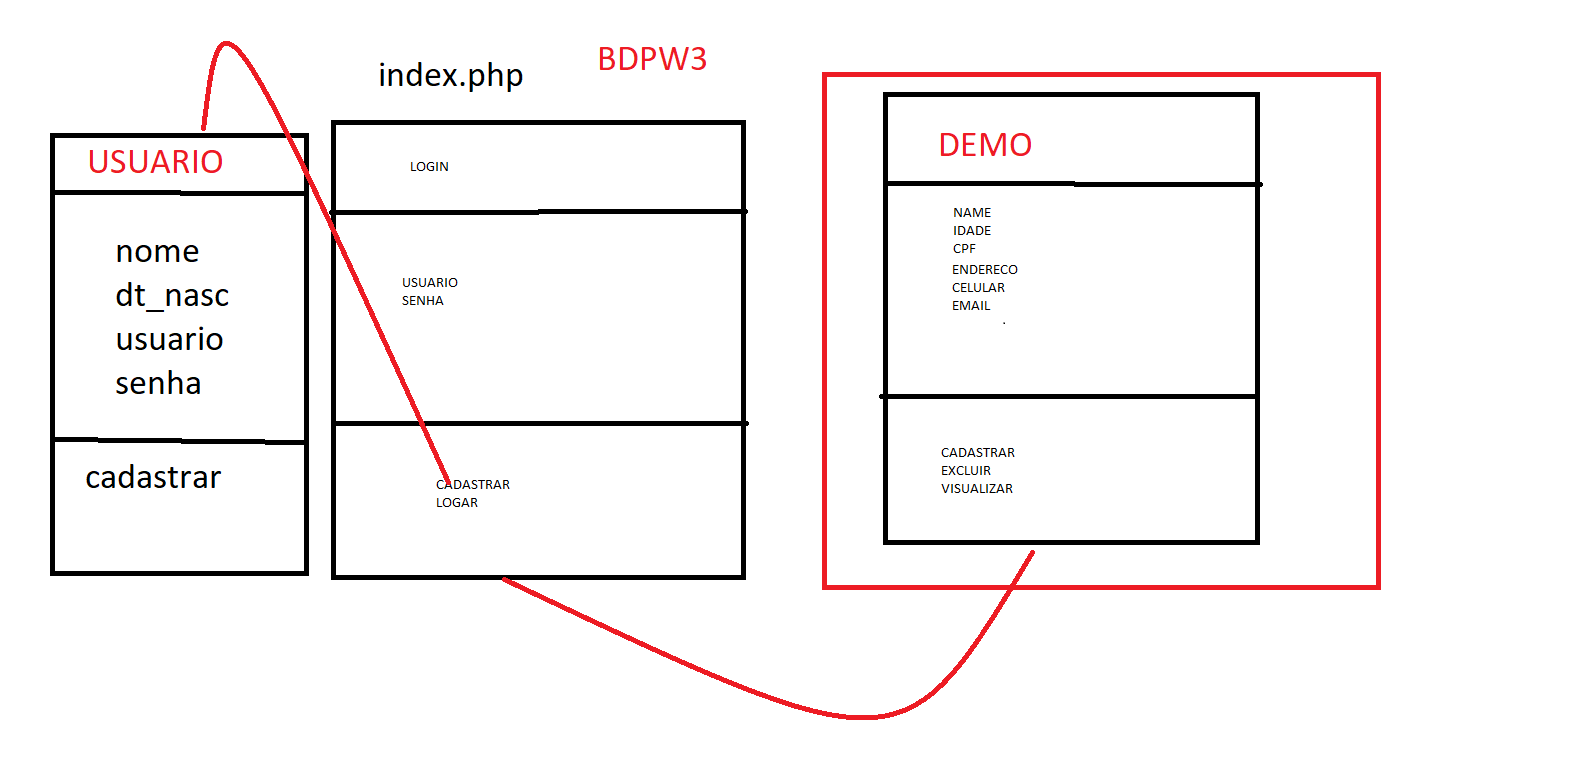 index.php
BDPW3
USUARIO
nome
dt_nasc
usuario
senha
cadastrar
LOGIN
USUARIO
SENHA
CADASTRAR
LOGAR
DEMO
NAME
IDADE
CPF
ENDERECO
CELULAR
EMAIL
.
CADASTRAR
EXCLUIR
VISUALIZAR